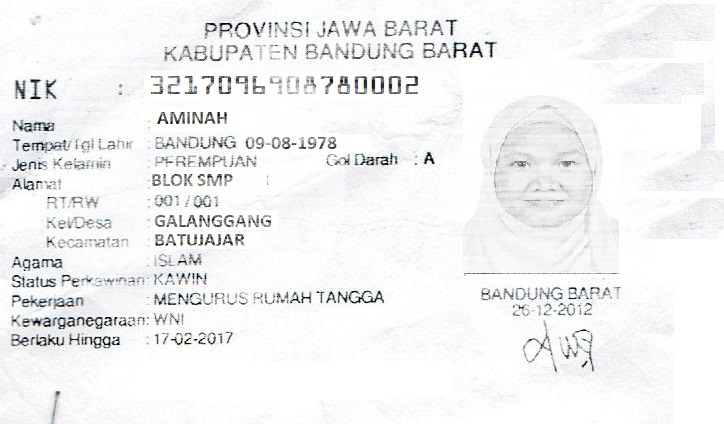 PROVINSI JAWA BARAT
KABUPATEN BANDUNG BARAT
NIK : 3217096908780002
Nama : AMINAH
Tempat/Tgl Lahir : BANDUNG 09-08-1978
Jenis Kelamin : PEREMPUAN Gol Darah : A
Alamat : BLOK SMP
RT/RW : 001 / 001
Kel/Desa : GALANGGANG
Kecamatan : BATUJAJAR
Agama : ISLAM
Status Perkawinan: KAWIN
Pekerjaan : MENGURUS RUMAH TANGGA
Kewarganegaraan: WNI
Berlaku Hingga : 17-02-2017
BANDUNG BARAT
26-12-2012